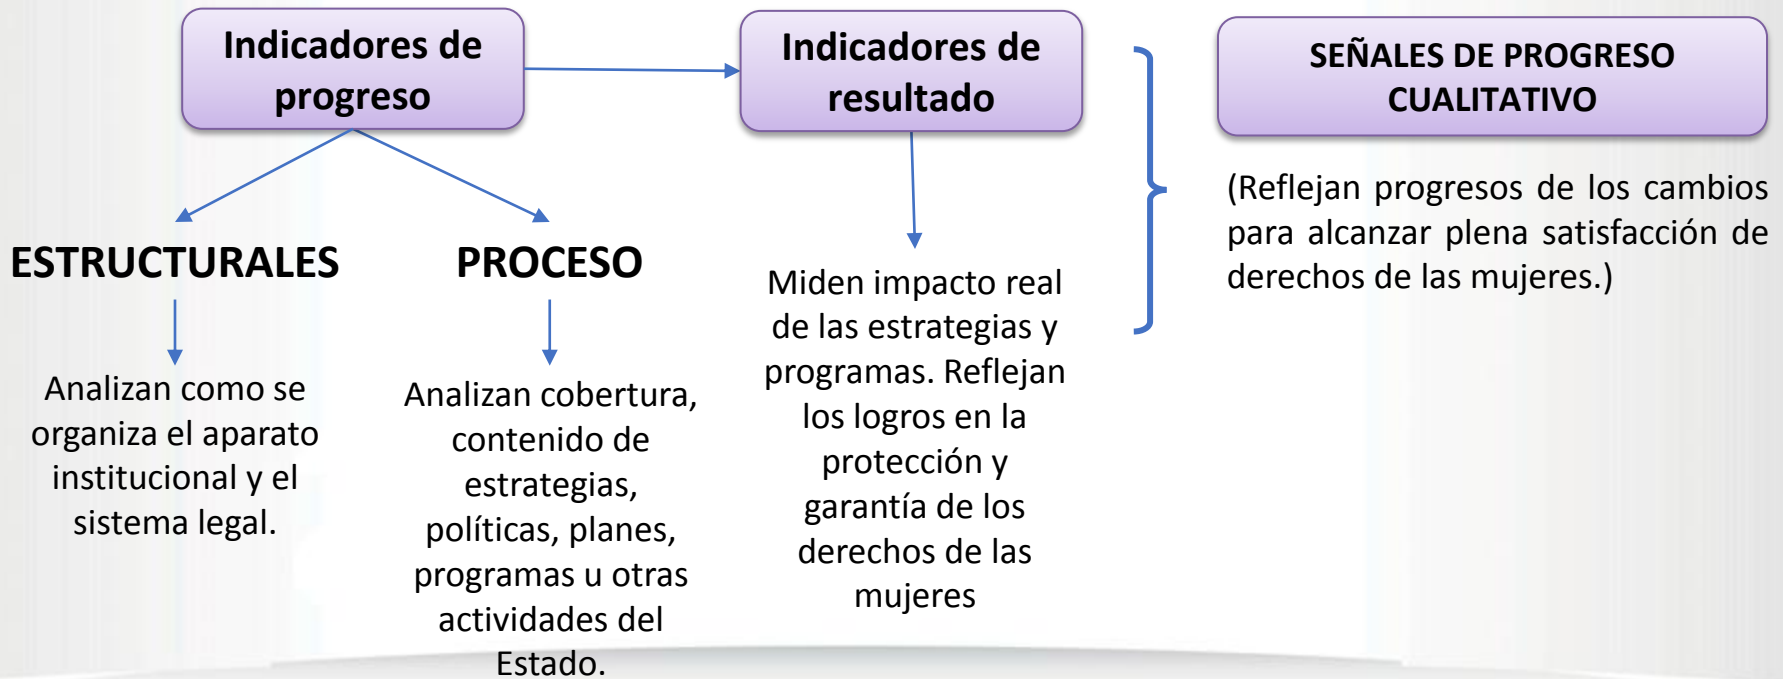 Indicadores de
progreso
Indicadores de
resultado
SEÑALES DE PROGRESO
CUALITATIVO
(Reflejan progresos de los cambios
para alcanzar plena satisfacción de
derechos de las mujeres.)
ESTRUCTURALES
Analizan como se
organiza el aparato
institucional y el
sistema legal.
PROCESO
Analizan cobertura,
contenido de
estrategias,
políticas, planes,
programas u otras
actividades del
Estado.
Miden impacto real
de las estrategias y
programas. Reflejan
los logros en la
protección y
garantía de los
derechos de las
mujeres